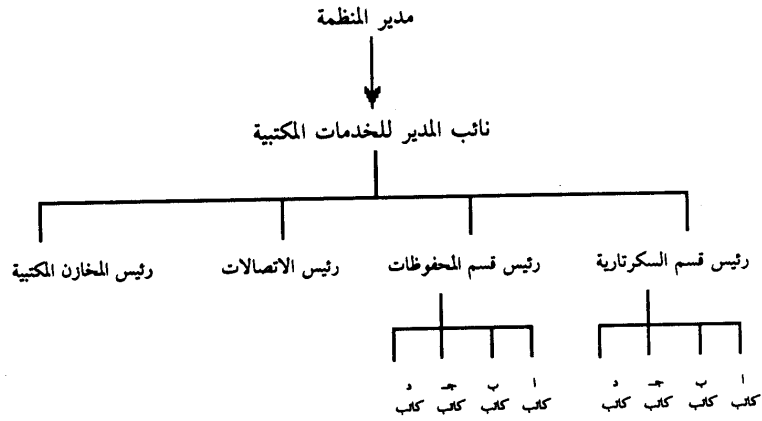 مدير المنظمة
نائب المدير للخدمات المكتبية
رئيس قسم السكرتارية رئيس قسم المحفوظات رئيس الاتصالات رئيس المخازن المكتبية
ا ب جـ د ا ب جـ د
كاتب كاتب كاتب كاتب كاتب كاتب كاتب كاتب